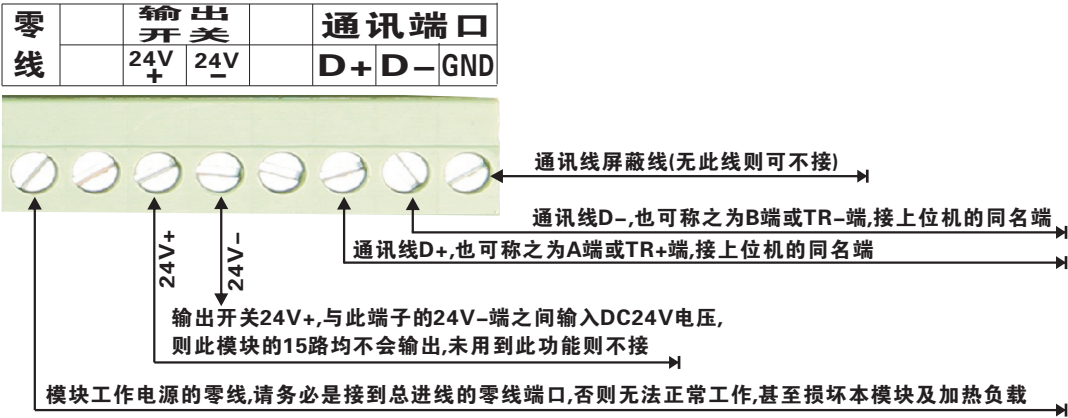 零线
输出开关
通讯端口
24V+
24V−
D+
D−
GND
通讯线屏蔽线(无此线则可不接)
通讯线D−,也可称之为B端或TR−端,接上位机的同名端
通讯线D+,也可称之为A端或TR+端,接上位机的同名端
24V+
24V−
输出开关24V+,与此端子的24V−端之间输入DC24V电压,
则此模块的15路均不会输出,未用到此功能则不接
模块工作电源的零线,请务必是接到总进线的零线端口,否则无法正常工作,甚至损坏本模块及加热负载